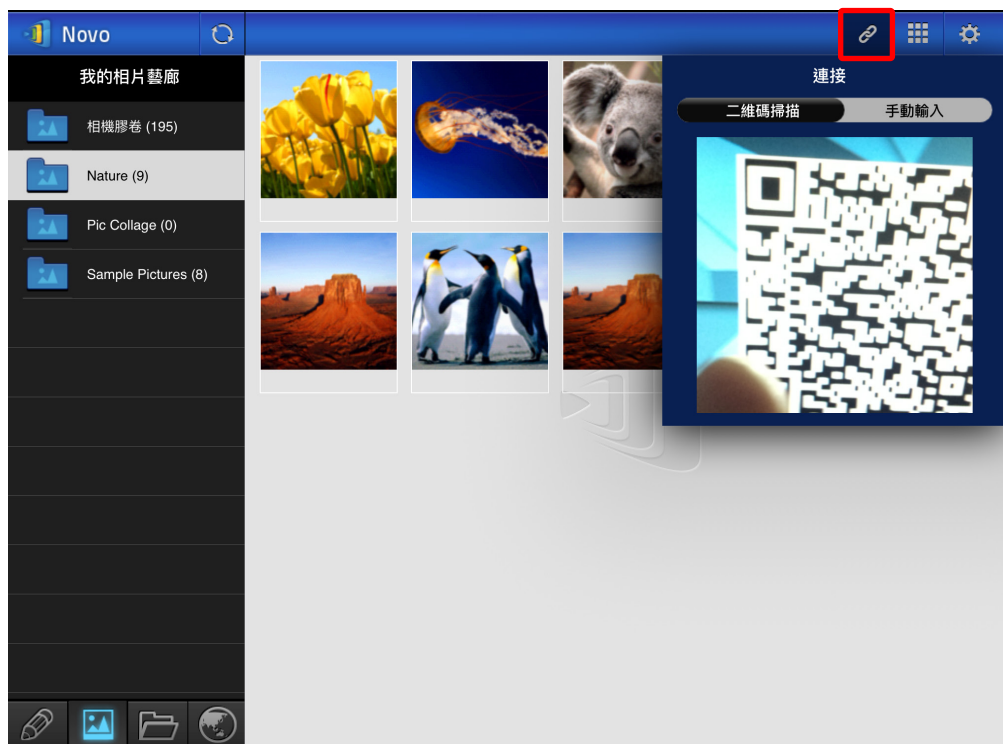 Novo
我的相片藝廊
相機膠卷 (195)
Nature (9)
Pic Collage (0)
Sample Pictures (8)
連接
二維碼掃描
手動輸入